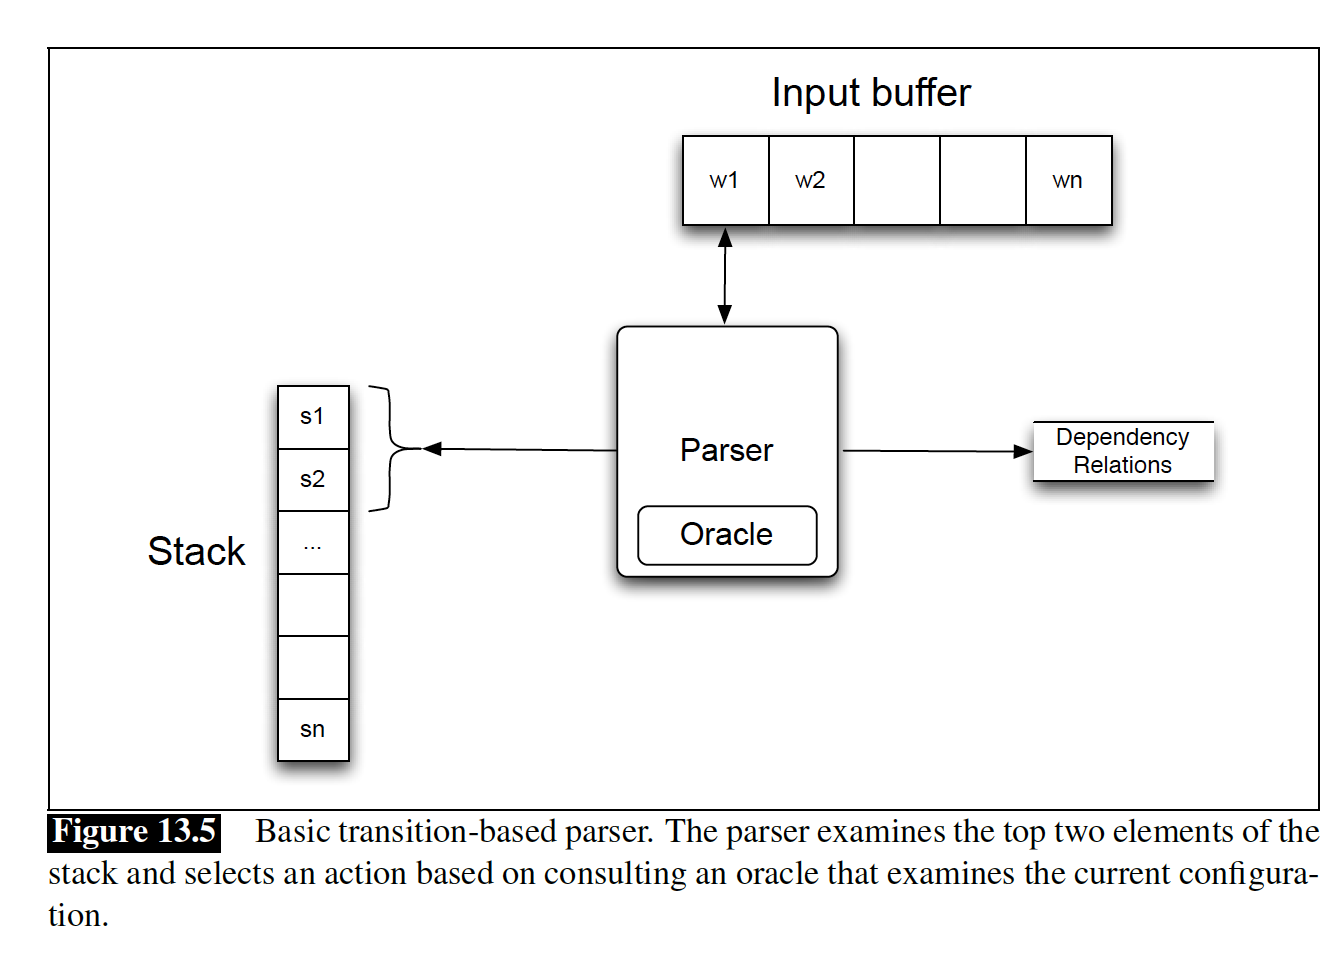 Input buffer
w1 w2 wn
s1
s2
...
sn
Stack
Parser
Oracle
Dependency
Relations
Figure 13.5 Basic transition-based parser. The parser examines the top two elements of the
stack and selects an action based on consulting an oracle that examines the current configura-
tion.